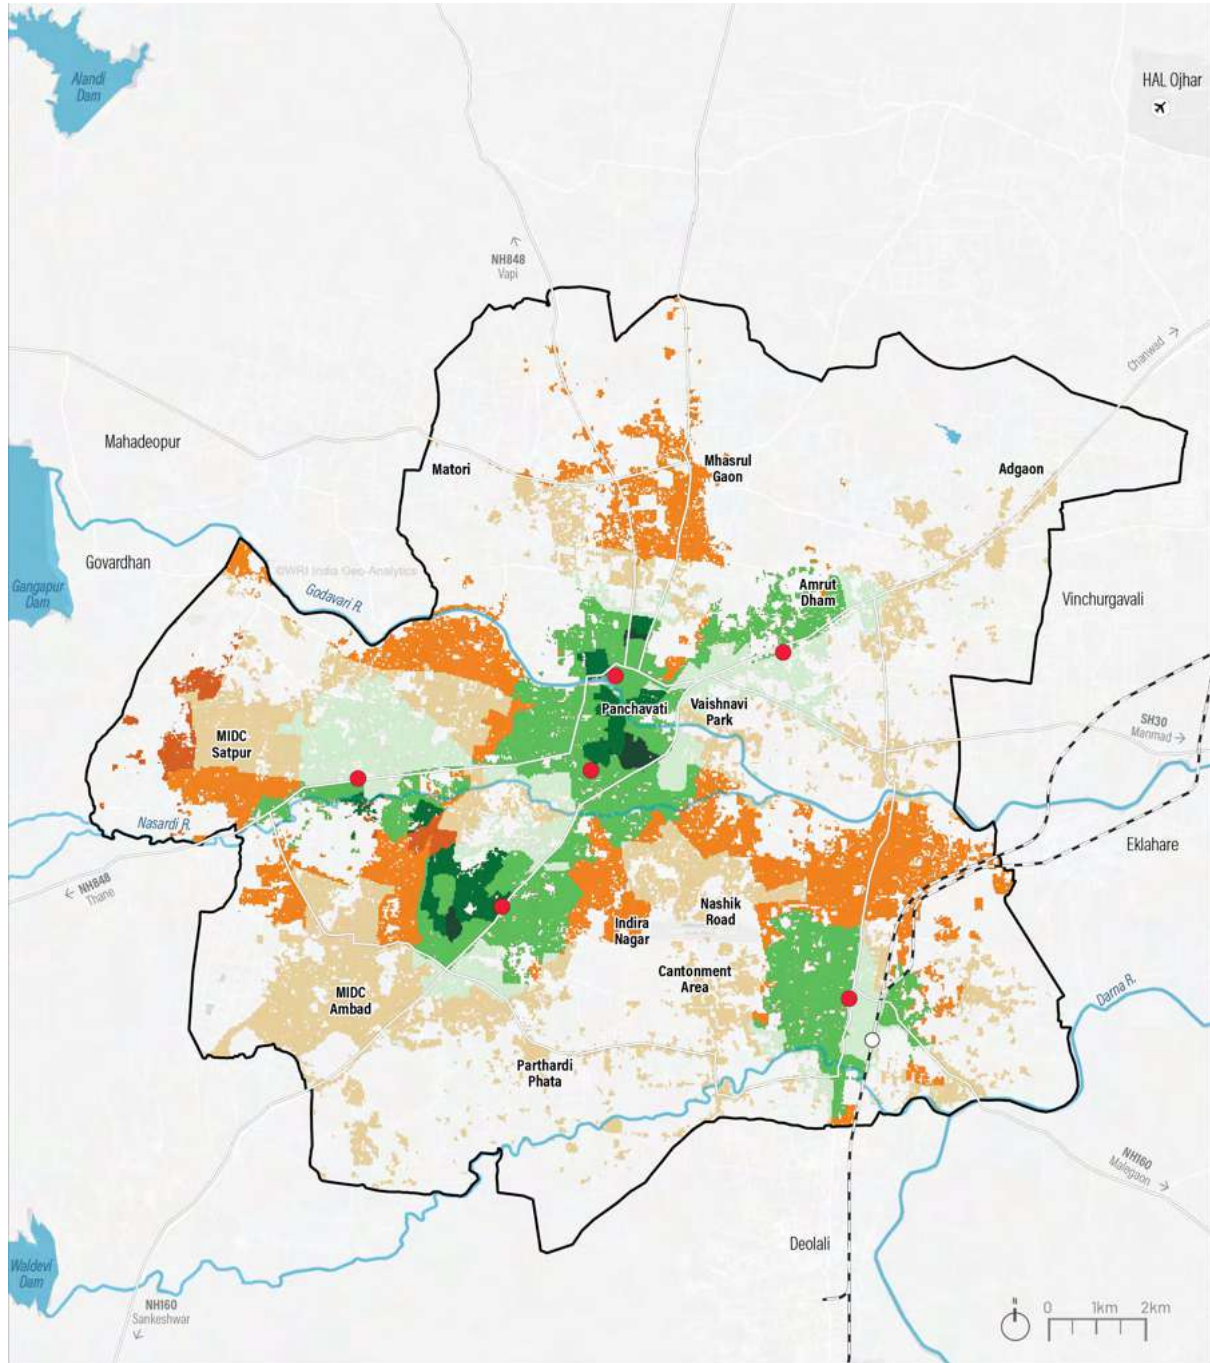 Alandi
Dam
HAL Ojhar
NH848
Vapi
Chanwad
Mahadeopur
Matori
Mhasrul
Gaon
Adgaon
Govardhan
©WRI India Geo-Analytics
Gangapur
Dam
Godavari R.
Amrut
Dham
Vinchurgavali
Panchavati
Vaishnavi
Park
MIDC
Satpur
SH30
Manmad
Nasardi R.
Eklahare
NH848
Thane
Nashik
Road
Indira
Nagar
Cantonment
Area
MIDC
Ambad
Darna R.
Parthardi
Phata
NH160
Malegaon
Deolali
Waldevi
Dam
NH160
Sankeshwar
N
0 1km 2km